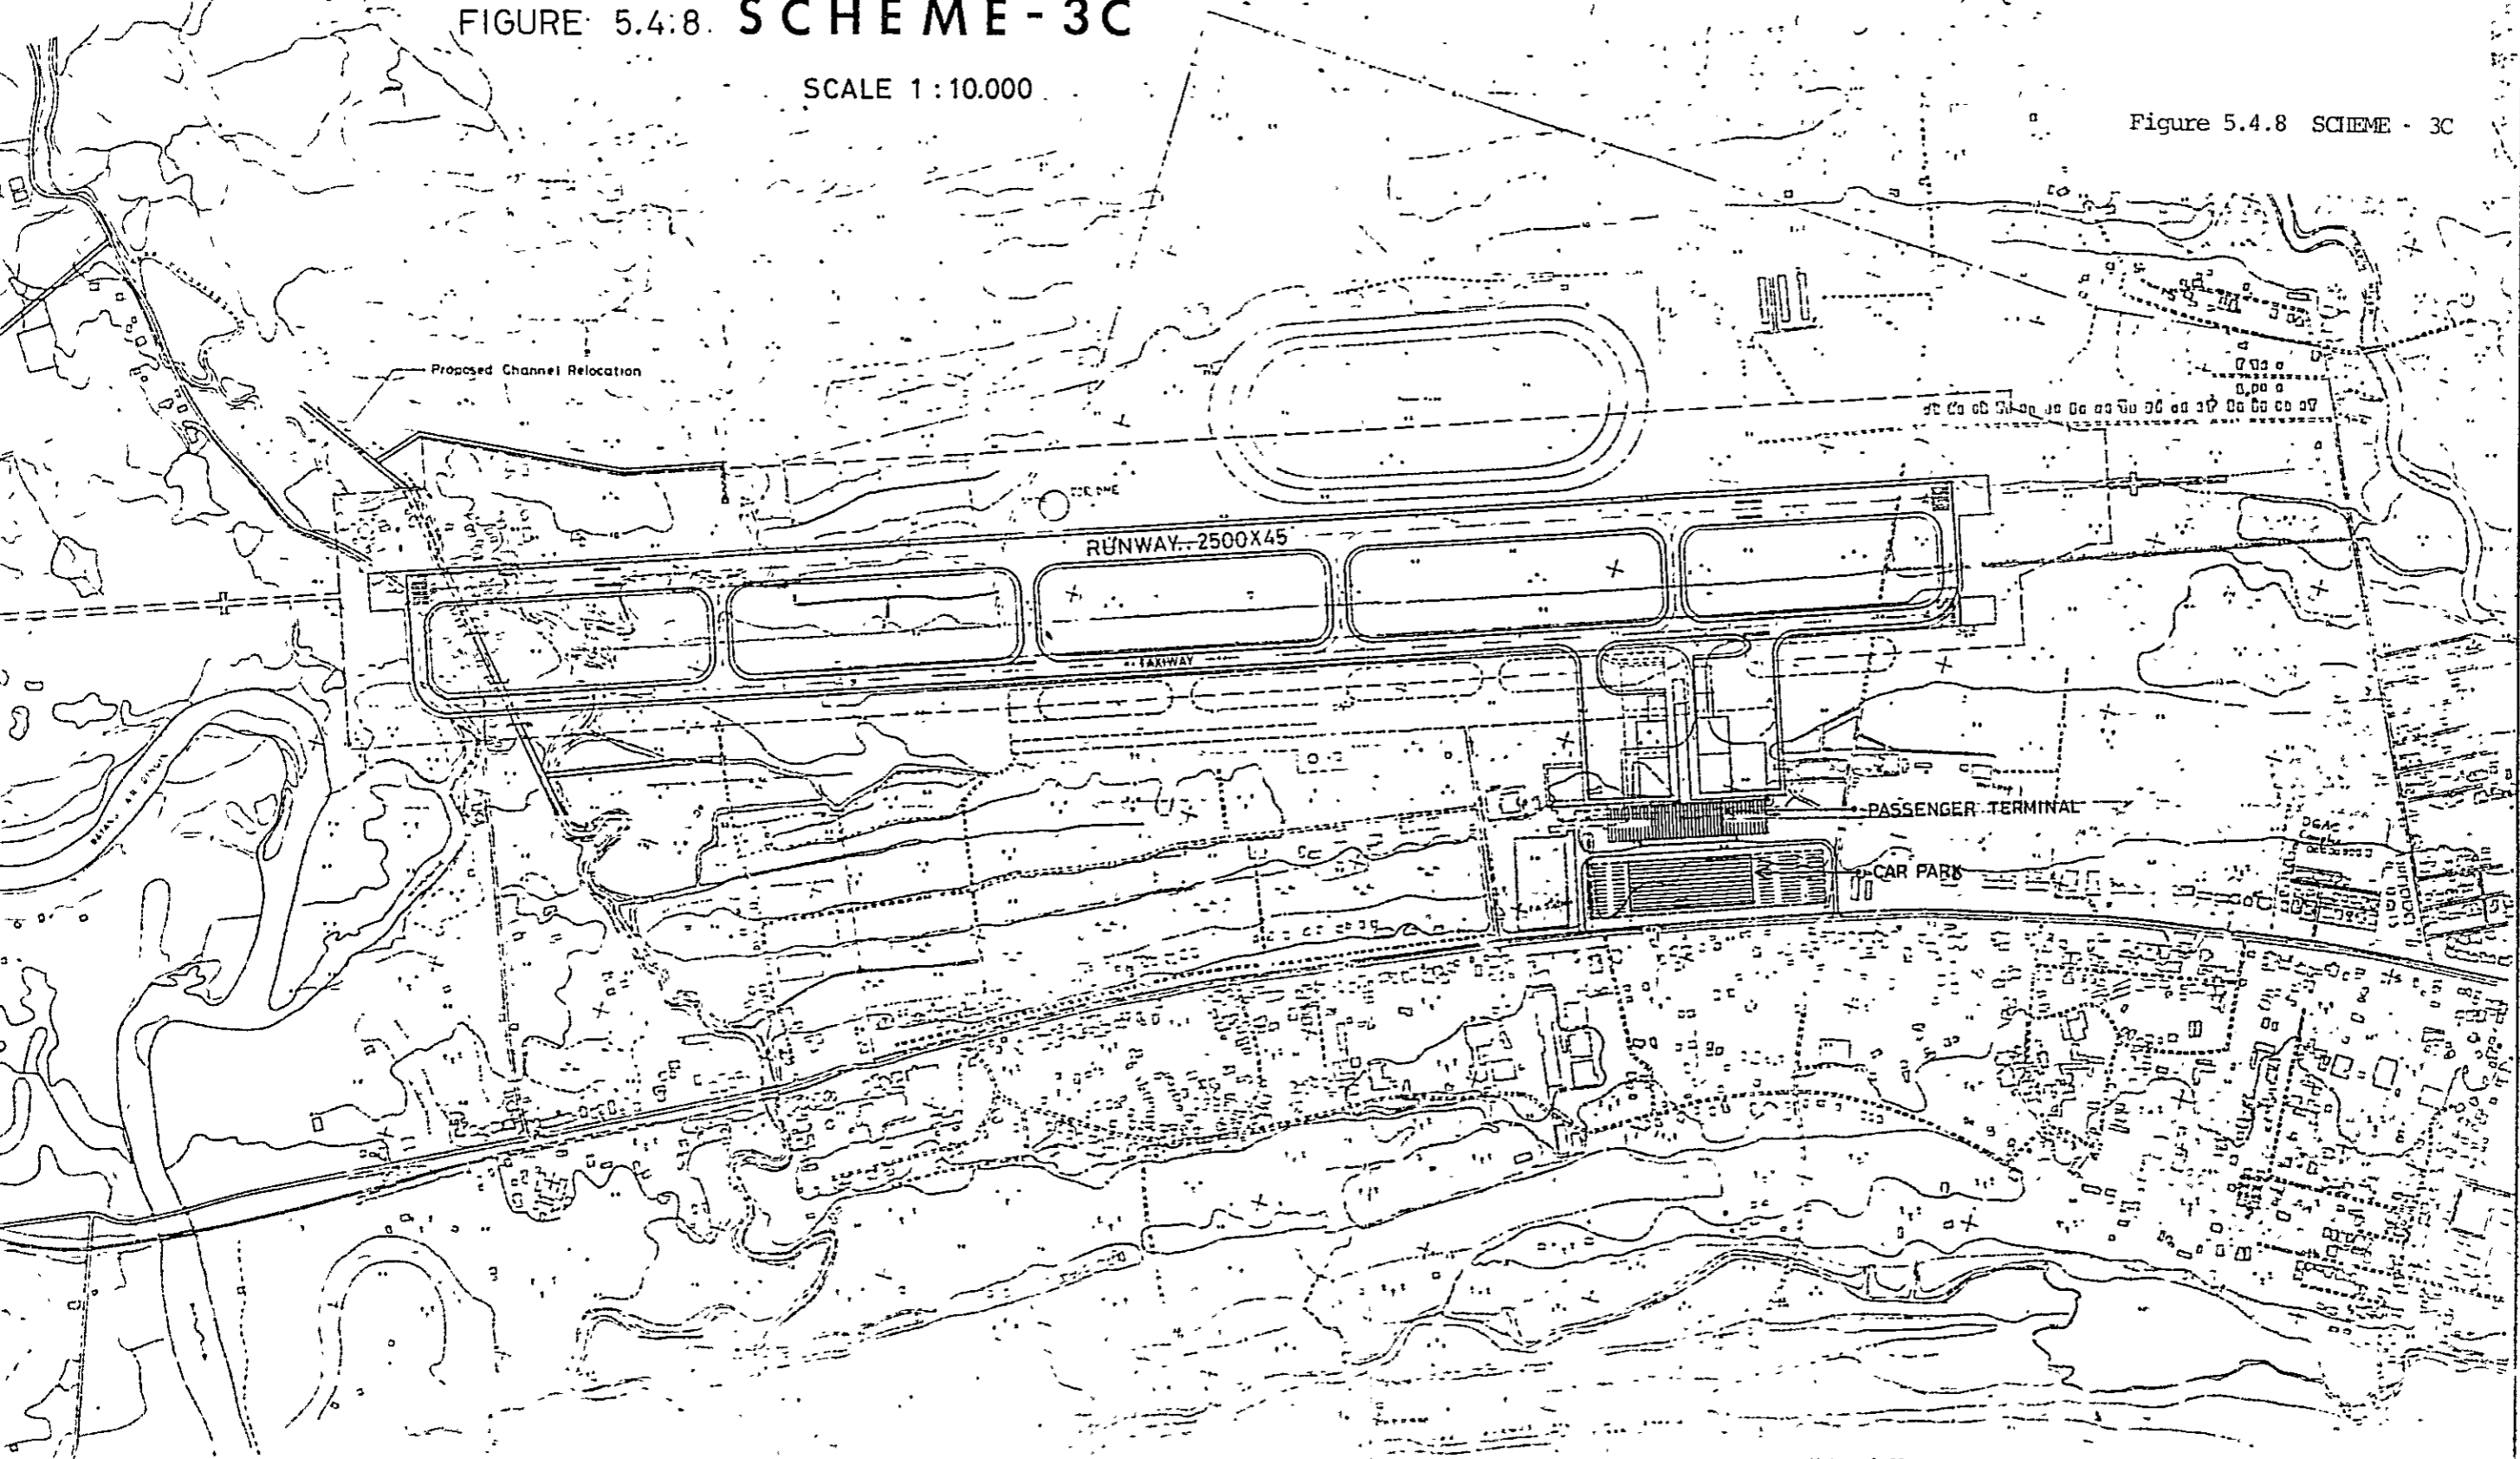 FIGURE 5.4.8. SCHEME-3C
SCALE 1:10.000
Figure 5.4.8 SCHEME - 3C
Proposed Channel Relocation
DME
RUNWAY 2500X45
TAXIWAY
PASSENGER TERMINAL
CAR PARK